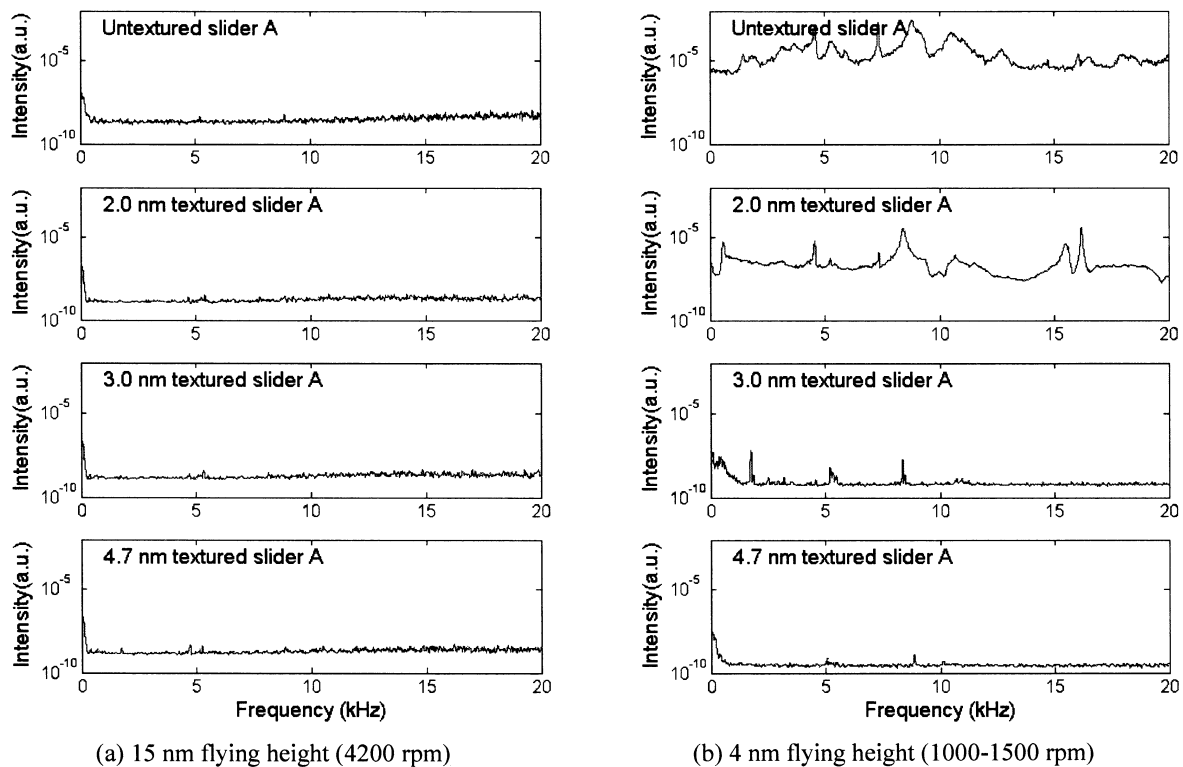 Untextured slider A
Intensity(a.u.)
10-5
10-10
0 5 10 15 20
2.0 nm textured slider A
Intensity(a.u.)
10-5
10-10
0 5 10 15 20
3.0 nm textured slider A
Intensity(a.u.)
10-5
10-10
0 5 10 15 20
4.7 nm textured slider A
Intensity(a.u.)
10-5
10-10
0 5 10 15 20
Frequency (kHz)
(a) 15 nm flying height (4200 rpm)
Untextured slider A
Intensity(a.u.)
10-5
10-10
0 5 10 15 20
2.0 nm textured slider A
Intensity(a.u.)
10-5
10-10
0 5 10 15 20
3.0 nm textured slider A
Intensity(a.u.)
10-5
10-10
0 5 10 15 20
4.7 nm textured slider A
Intensity(a.u.)
10-5
10-10
0 5 10 15 20
Frequency (kHz)
(b) 4 nm flying height (1000-1500 rpm)